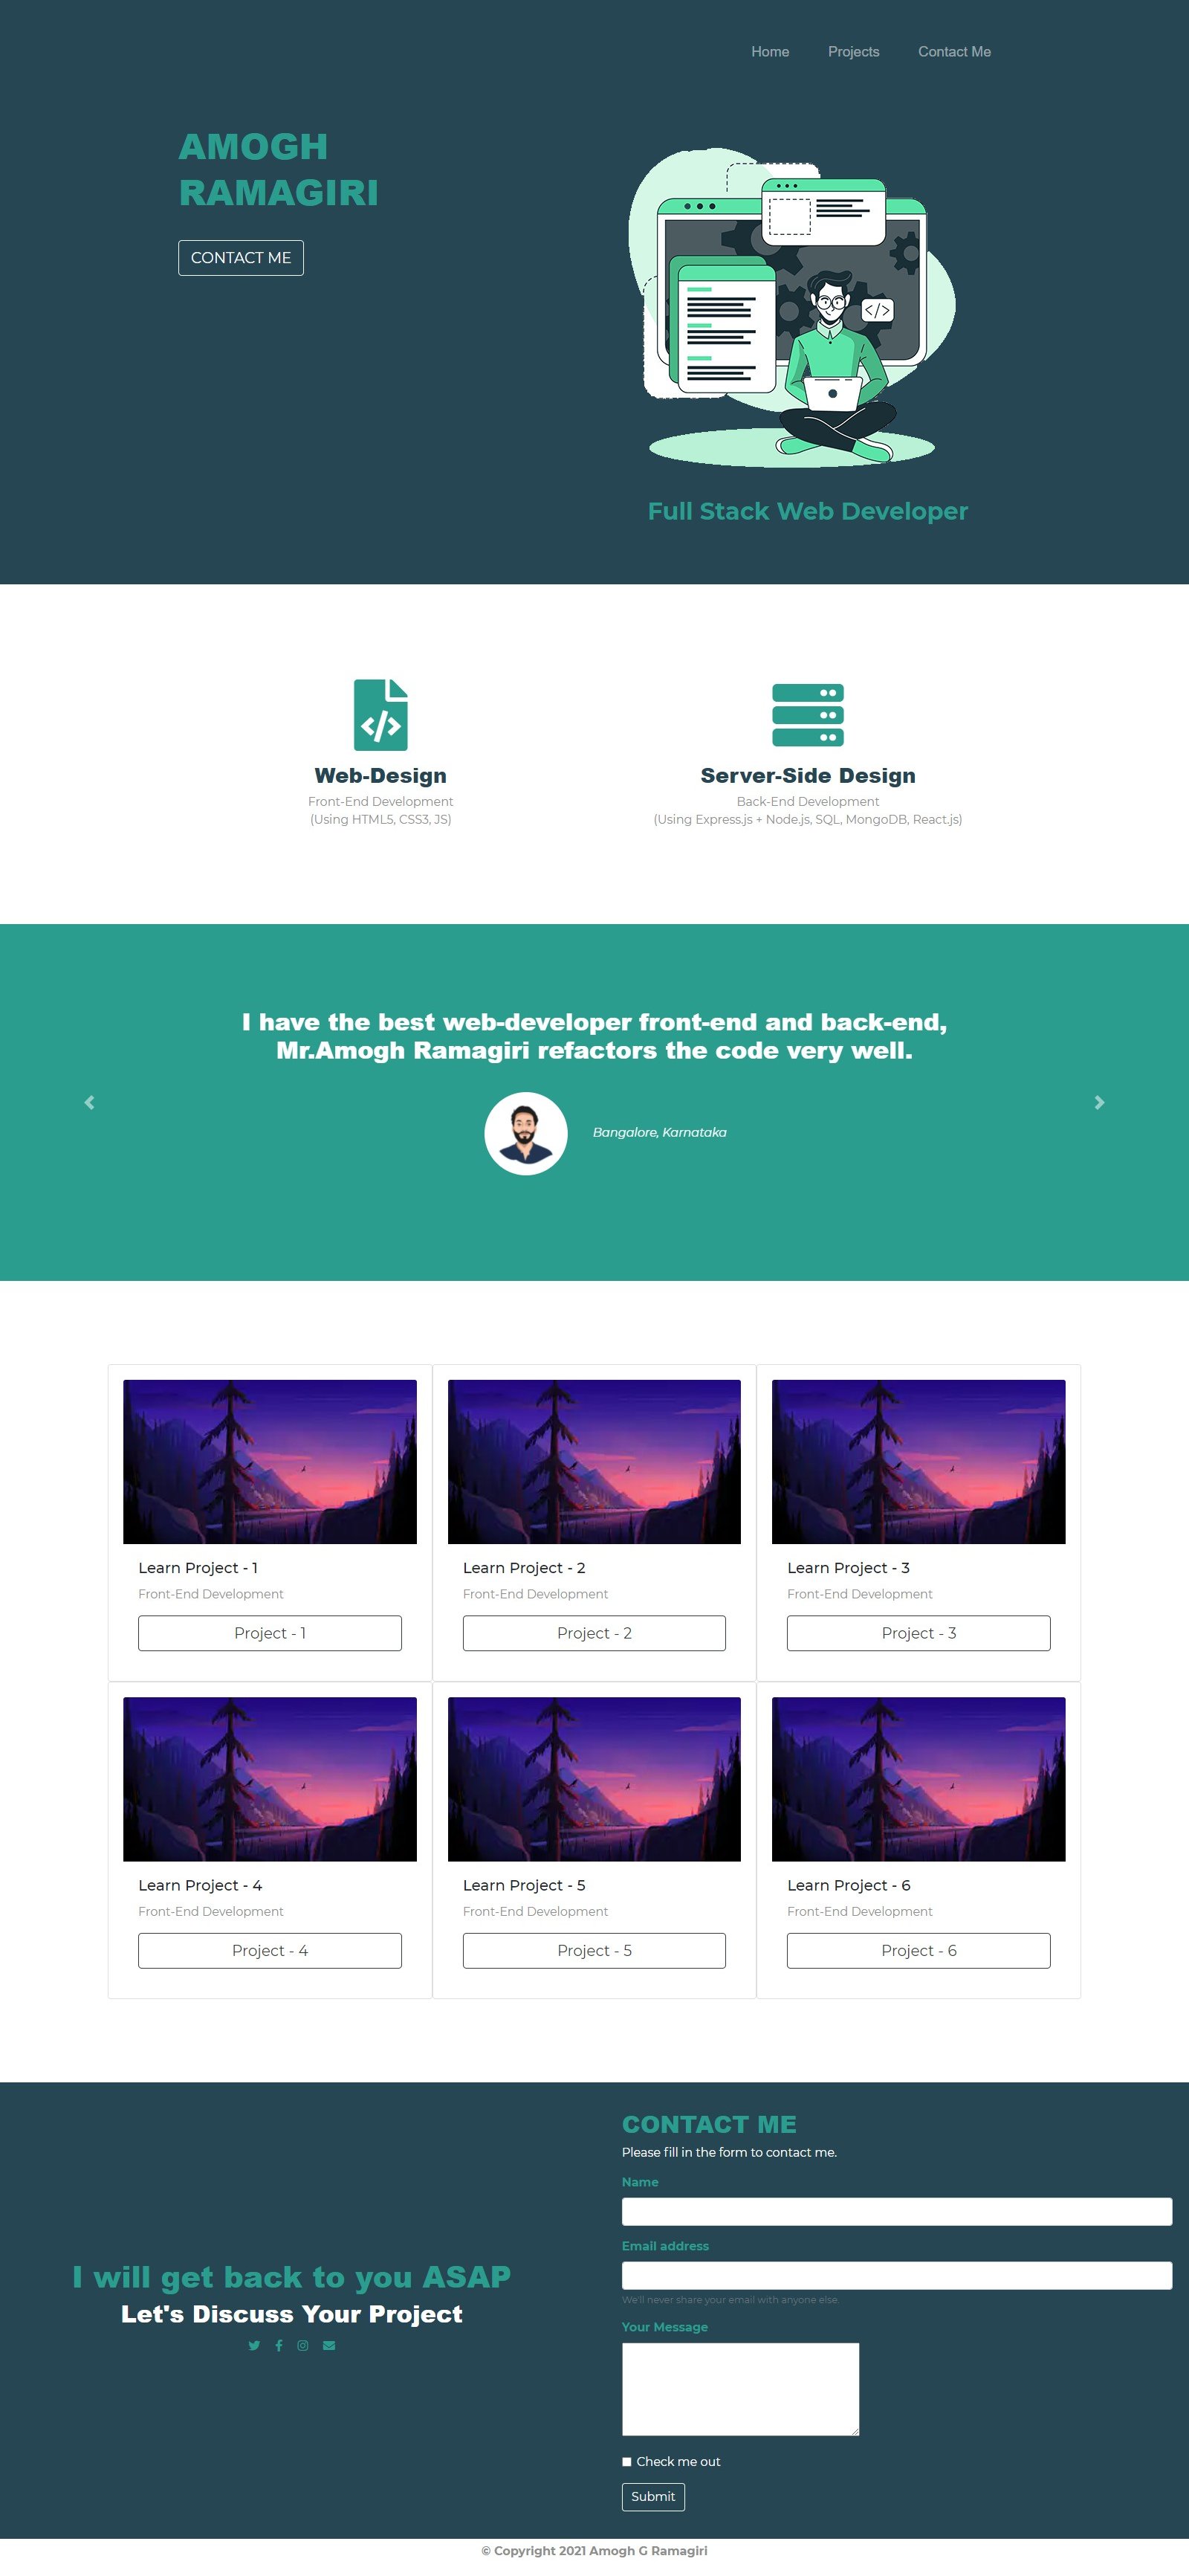 Home Projects Contact Me
AMOGH
RAMAGIRI
CONTACT ME
</>
Full Stack Web Developer
</>
Web-Design
Front-End Development
(Using HTML5, CSS3, JS)
Server-Side Design
Back-End Development
(Using Express.js + Node.js, SQL, MongoDB, React.js)
I have the best web-developer front-end and back-end,
Mr.Amogh Ramagiri refactors the code very well.
Bangalore, Karnataka
Learn Project - 1
Front-End Development
Project - 1
Learn Project - 2
Front-End Development
Project - 2
Learn Project - 3
Front-End Development
Project - 3
Learn Project - 4
Front-End Development
Project - 4
Learn Project - 5
Front-End Development
Project - 5
Learn Project - 6
Front-End Development
Project - 6
I will get back to you ASAP
Let's Discuss Your Project
CONTACT ME
Please fill in the form to contact me.
Name
Email address
We'll never share your email with anyone else.
Your Message
Check me out
Submit
© Copyright 2021 Amogh G Ramagiri